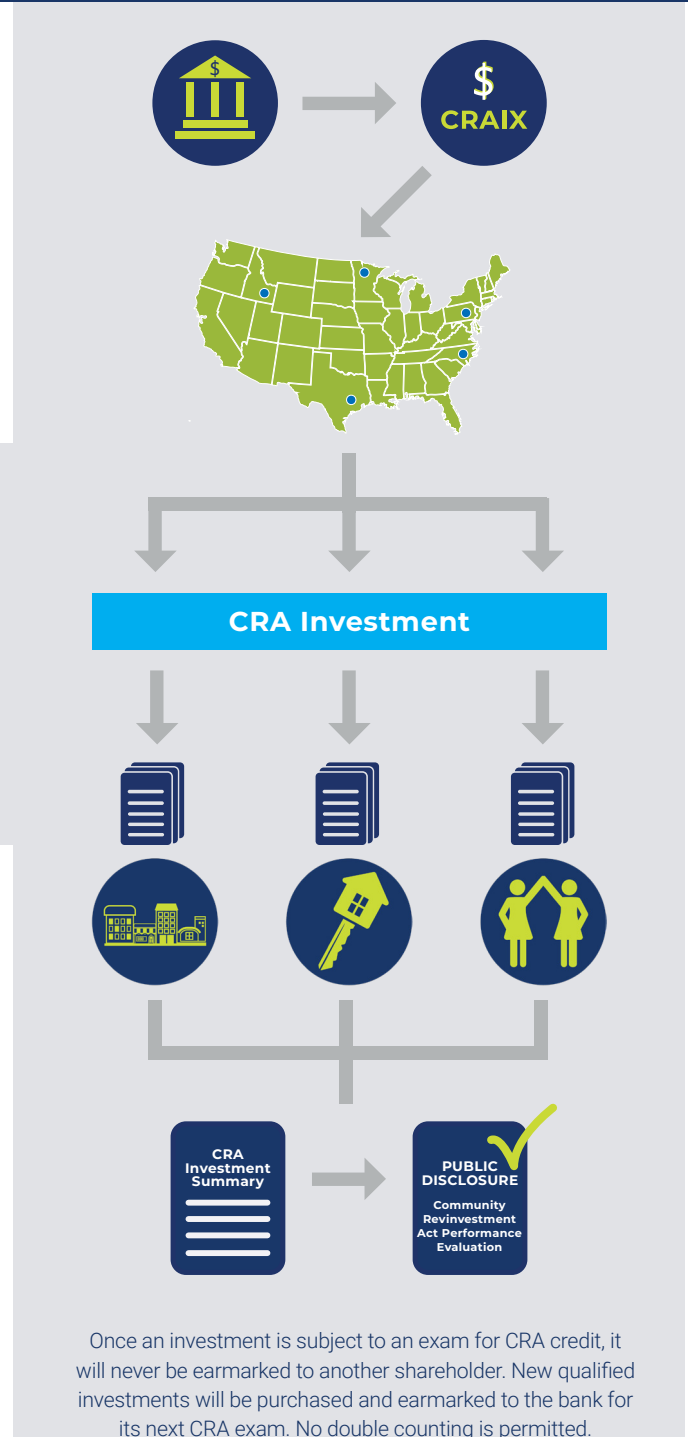 $
$
CRAIX
CRA Investment
CRA
Investment
Summary
PUBLIC
DISCLOSURE
Community
Revinvestment
Act Performance
Evaluation
Once an investment is subject to an exam for CRA credit, it
will never be earmarked to another shareholder. New qualified
investments will be purchased and earmarked to the bank for
its next CRA exam. No double counting is permitted.